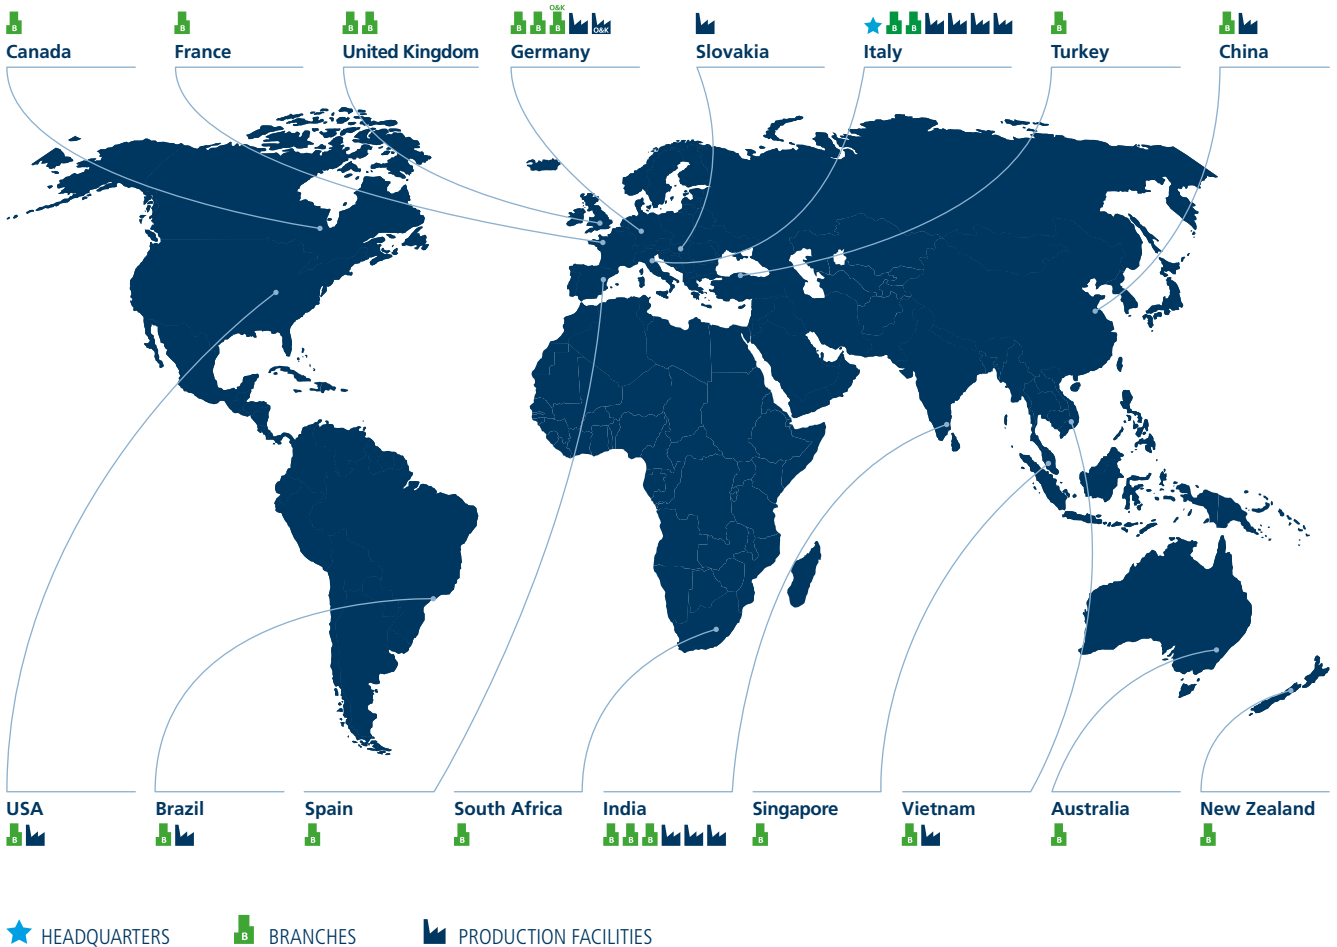 B
B
B B
B B B O&K O&K
B B
B
B
Canada France United Kingdom Germany Slovakia Italy Turkey China
USA Brazil Spain South Africa India Singapore Vietnam Australia New Zealand
B B B B B B B B B B B
B HEADQUARTERS BRANCHES PRODUCTION FACILITIES